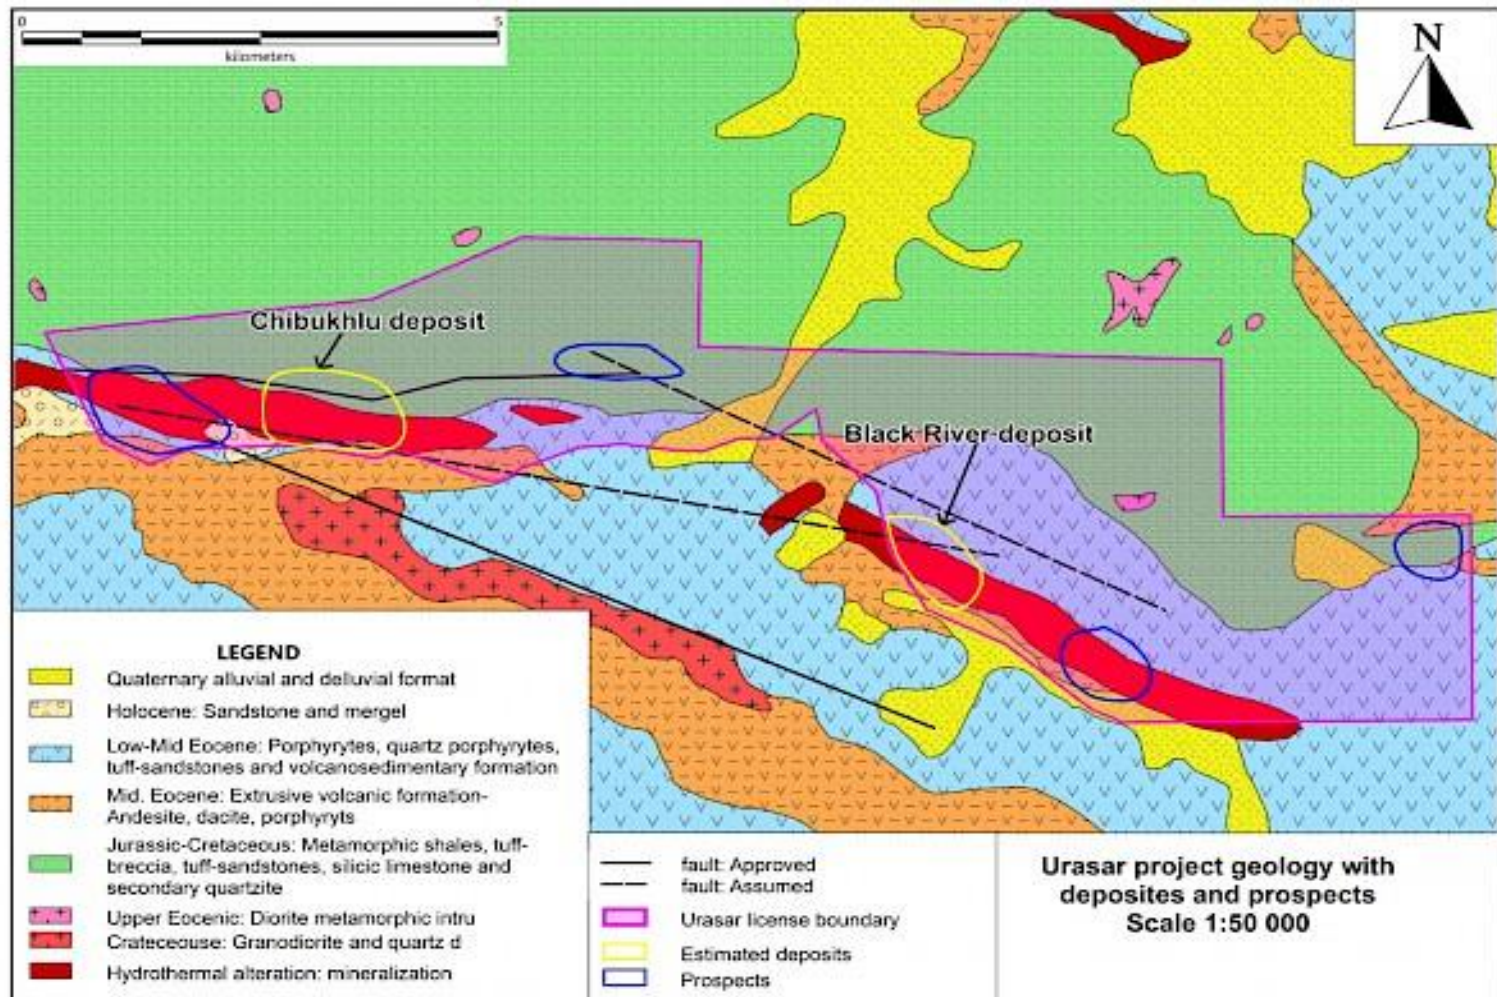 0 5
kilometers
N
Chibukhlu deposit
Black River deposit
LEGEND
Quaternary alluvial and delluvial format
Holocene: Sandstone and mergel
Low-Mid Eocene: Porphyrytes, quartz porphyrytes,
tuff-sandstones and volcanosedimentary formation
Mid. Eocene: Extrusive volcanic formation-
Andesite, dacite, porphyryts
Jurassic-Cretaceous: Metamorphic shales, tuff-
breccia, tuff-sandstones, silicic limestone and
secondary quartzite
Upper Eocenic: Diorite metamorphic intru
Crateceouse: Granodiorite and quartz d
Hydrothermal alteration: mineralization
fault: Approved
fault: Assumed
Urasar license boundary
Estimated deposits
Prospects
Urasar project geology with
deposites and prospects
Scale 1:50 000